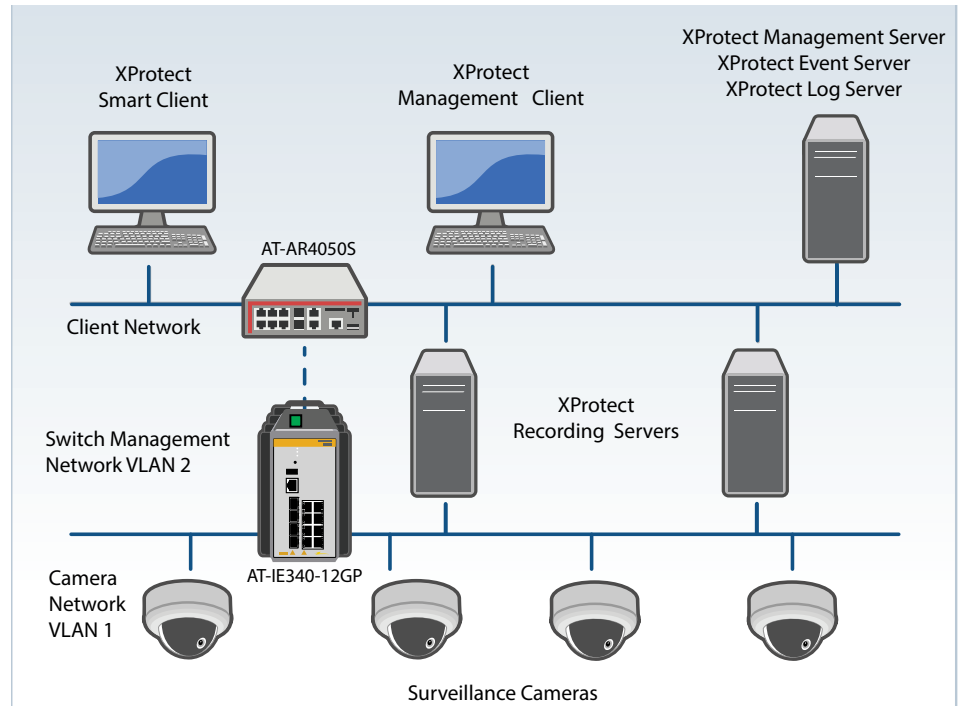 XProtect
Smart Client
XProtect
Management Client
XProtect Management Server
XProtect Event Server
XProtect Log Server
AT-AR4050S
Client Network
XProtect
Recording Servers
Switch Management
Network VLAN 2
AT-IE340-12GP
Camera
Network
VLAN 1
Surveillance Cameras